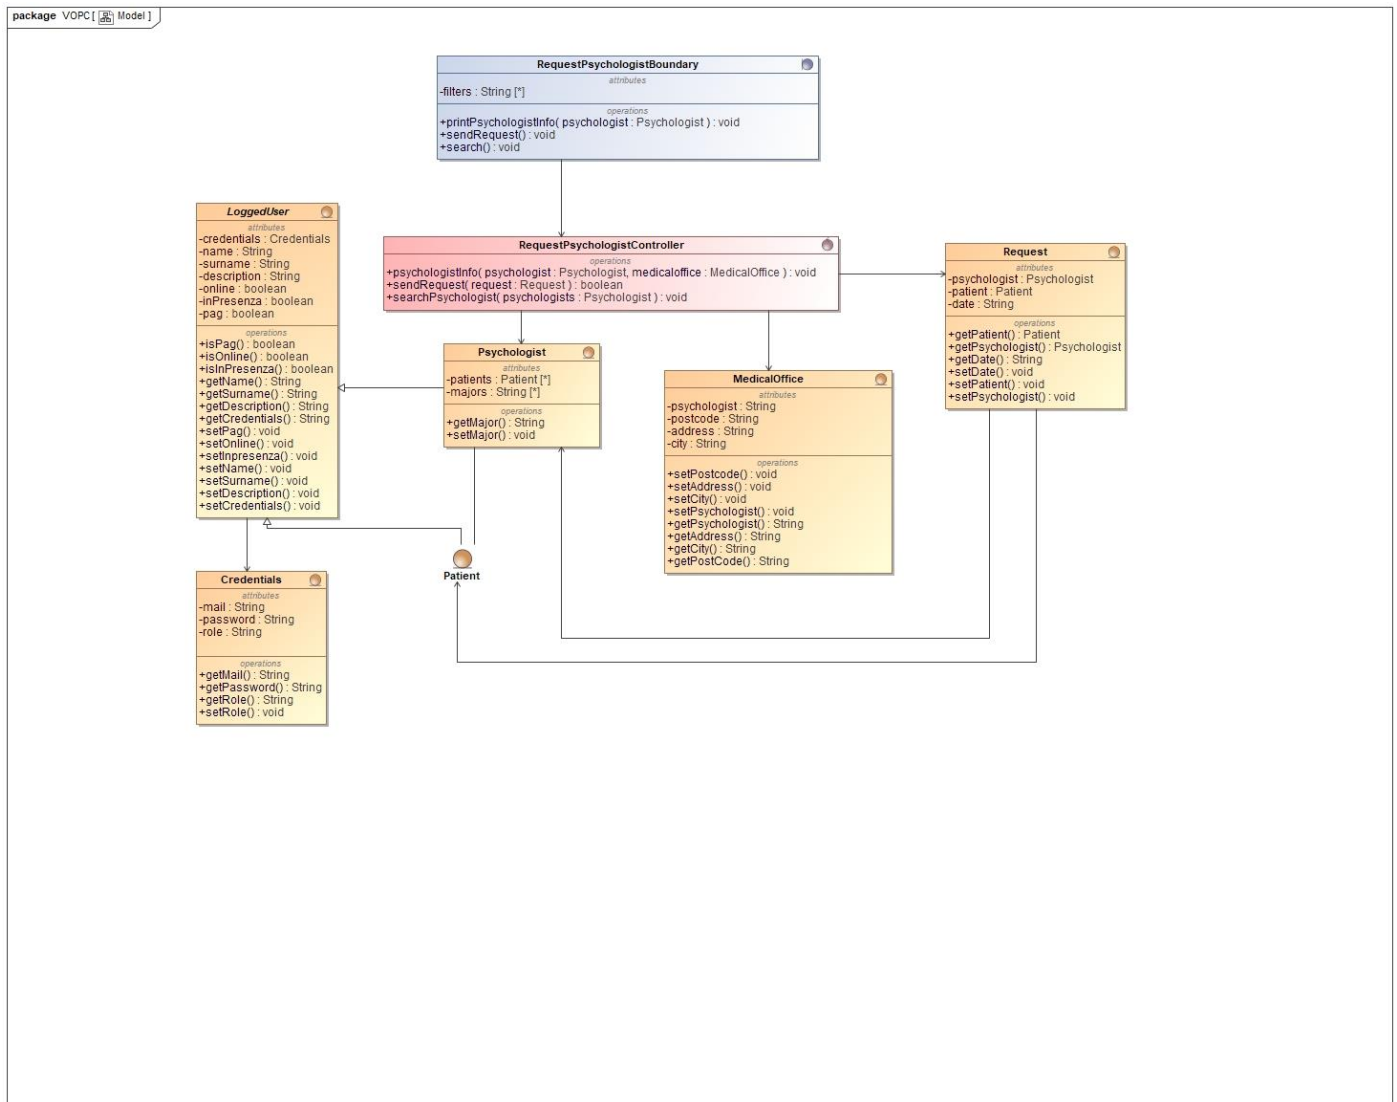 package VOPC [ Model ]
RequestPsychologistBoundary
attributes
-filters : String [*]
operations
+printPsychologistInfo( psychologist : Psychologist ) : void
+sendRequest() : void
+search() : void
LoggedUser
attributes
-credentials : Credentials
-name : String
-surname : String
-description : String
-online : boolean
-inPresenza : boolean
-pag : boolean
operations
+isPag() : boolean
+isOnline() : boolean
+isInPresenza() : boolean
+getName() : String
+getSurname() : String
+getDescription() : String
+getCredentials() : String
+setPag() : void
+setOnline() : void
+setInpresenza() : void
+setName() : void
+setSurname() : void
+setDescription() : void
+setCredentials() : void
RequestPsychologistController
operations
+psychologistInfo( psychologist : Psychologist, medicaloffice : MedicalOffice ) : void
+sendRequest( request : Request ) : boolean
+searchPsychologist( psychologists : Psychologist ) : void
Request
attributes
-psychologist : Psychologist
-patient : Patient
-date : String
operations
+getPatient() : Patient
+getPsychologist() : Psychologist
+getDate() : String
+setDate() : void
+setPatient() : void
+setPsychologist() : void
Psychologist
attributes
-patients : Patient [*]
-majors : String [*]
operations
+getMajor() : String
+setMajor() : void
MedicalOffice
attributes
-psychologist : String
-postcode : String
-address : String
-city : String
operations
+setPostcode() : void
+setAddress() : void
+setCity() : void
+setPsychologist() : void
+getPsychologist() : String
+getAddress() : String
+getCity() : String
+getPostCode() : String
Patient
Credentials
attributes
-mail : String
-password : String
-role : String
operations
+getMail() : String
+getPassword() : String
+getRole() : String
+setRole() : void